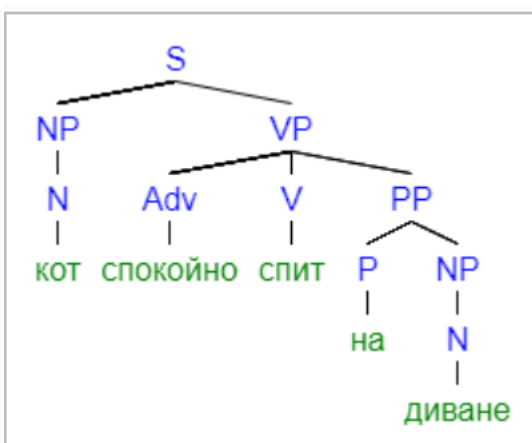 S
NP VP
N Adv V PP
кот спокойно спит P NP
на N
диване